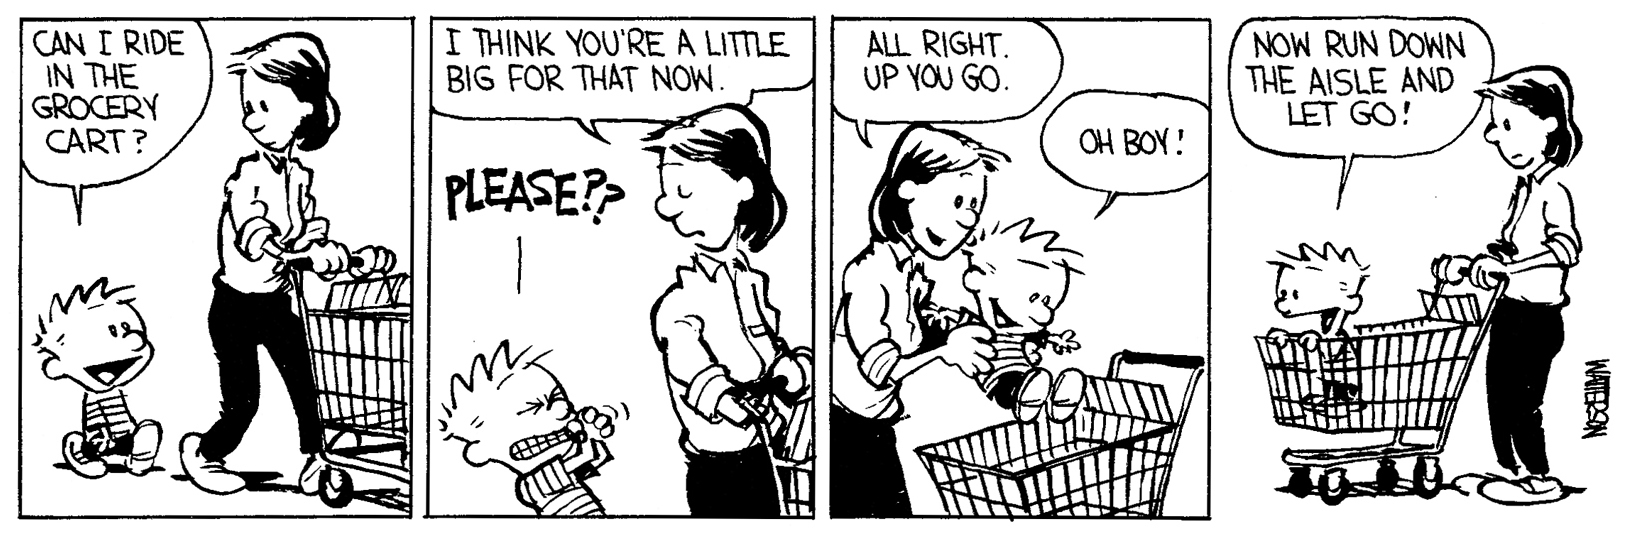 CAN I RIDE
IN THE
GROCERY
CART?
I THINK YOU'RE A LITTLE
BIG FOR THAT NOW.
PLEASE??
ALL RIGHT.
UP YOU GO.
OH BOY!
NOW RUN DOWN
THE AISLE AND
LET GO!
WATTERSON